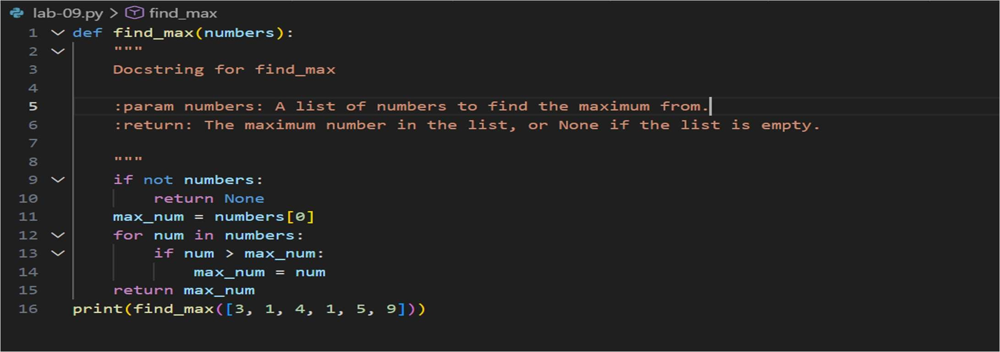 lab-09.py > find_max
1 def find_max(numbers):
2     """
3     Docstring for find_max
4
5     :param numbers: A list of numbers to find the maximum from.
6     :return: The maximum number in the list, or None if the list is empty.
7
8     """
9     if not numbers:
10         return None
11     max_num = numbers[0]
12     for num in numbers:
13         if num > max_num:
14             max_num = num
15     return max_num
16 print(find_max([3, 1, 4, 1, 5, 9]))